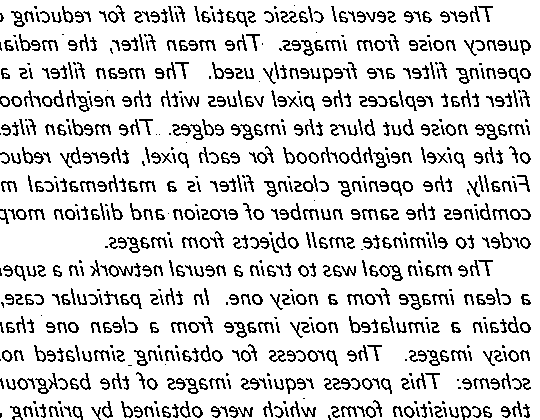 There are several classic spatial filters for reducing
quency noise from images. The mean filter, the media
opening filter are frequently used. The mean filter is a
filter that replaces the pixel values with the neighborhoo
image noise but blurs the image edges. The median filte
of the pixel neighborhood for each pixel, thereby reduc
Finally, the opening closing filter is a mathematical m
combines the same number of erosion and dilation morp
order to eliminate small objects from images.
The main goal was to train a neural network in a supe
a clean image from a noisy one. In this particular case,
obtain a simulated noisy image from a clean one than
noisy images. The process for obtaining simulated no
scheme: This process requires images of the backgroun
the acquisition forms, which were obtained by printing